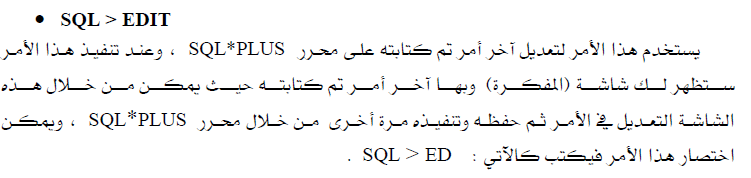 • SQL > EDIT
يستخدم هذا الأمر لتعديل آخر أمر تم كتابته على محرر SQL*PLUS ، وعند تنفيذ هذا الأمر
ستظهر لك شاشة (المفكرة) وبها آخر أمر تم كتابته حيث يمكن من خلال هذه
الشاشة التعديل في الأمر ثم حفظه وتنفيذه مرة أخرى من خلال محرر SQL*PLUS ، ويمكن
اختصار هذا الأمر فيكتب كالآتي : SQL > ED .